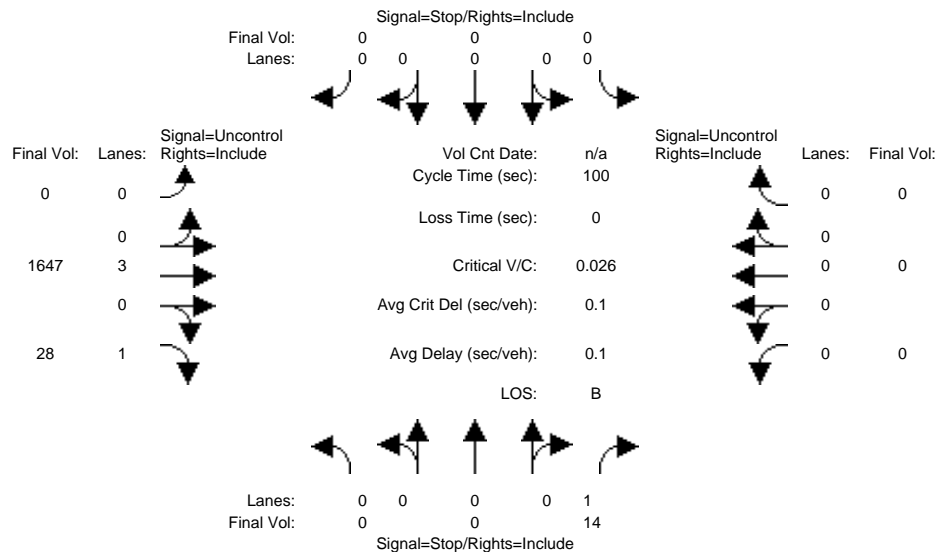 Signal=Stop/Rights=Include
Final Vol: 0 0 0
Lanes: 0 0 0 0 0
Signal=Uncontrol
Final Vol: Lanes: Rights=Include
Vol Cnt Date: n/a
Signal=Uncontrol
Rights=Include Lanes: Final Vol:
Cycle Time (sec): 100
0 0
0 0
Loss Time (sec): 0
0
0
1647 3
Critical V/C: 0.026
0 0
0
Avg Crit Del (sec/veh): 0.1
0
28 1
Avg Delay (sec/veh): 0.1
0 0
LOS: B
Lanes: 0 0 0 0 1
Final Vol: 0 0 14
Signal=Stop/Rights=Include